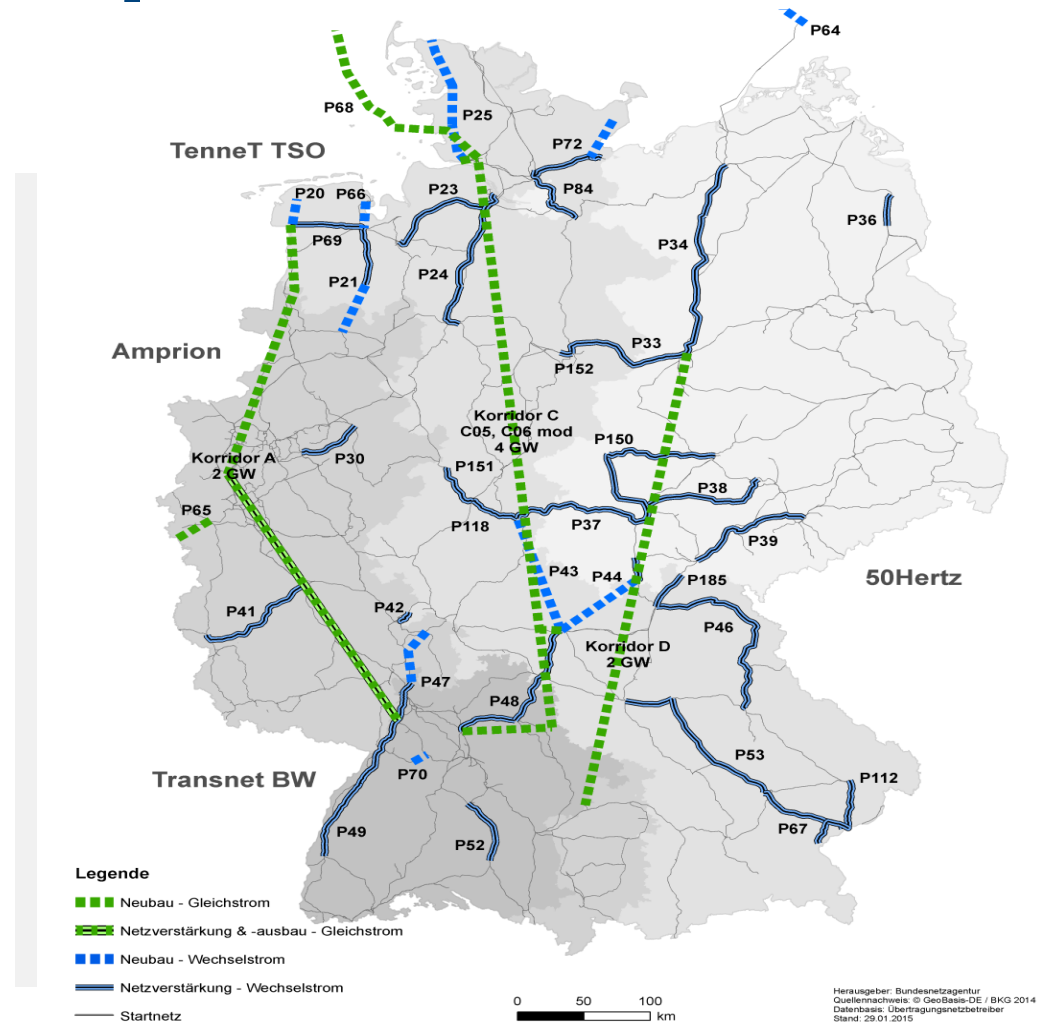 P64
P68
P25
P72
TenneT TSO
P84
P20
P66
P23
P36
P69
P34
P21
P24
Amprion
P33
P152
Korridor C
C05, C06 mod
4 GW
P150
Korridor A
2 GW
P30
P151
P38
P65
P118
P37
P39
P43
P44
P185
50Hertz
P41
P42
P46
Korridor D
2 GW
P47
P48
Transnet BW
P70
P53
P112
P49
P52
P67
Legende
Neubau - Gleichstrom
Netzverstärkung & -ausbau - Gleichstrom
Neubau - Wechselstrom
Netzverstärkung - Wechselstrom
Startnetz
0 50 100
km
Herausgeber: Bundesnetzagentur
Quellennachweis: © GeoBasis-DE / BKG 2014
Datenbasis: Übertragungsnetzbetreiber
Stand: 29.01.2015